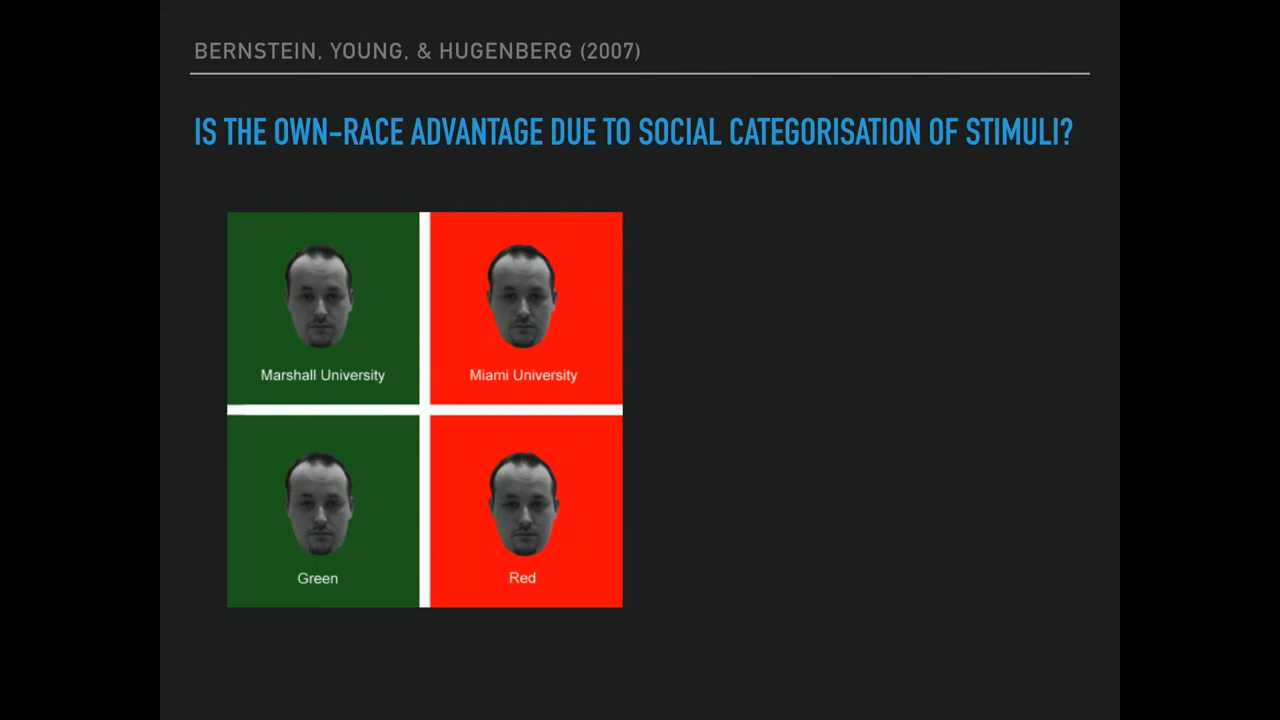 BERNSTEIN, YOUNG, & HUGENBERG (2007)
IS THE OWN-RACE ADVANTAGE DUE TO SOCIAL CATEGORISATION OF STIMULI?
Marshall University
Miami University
Green
Red